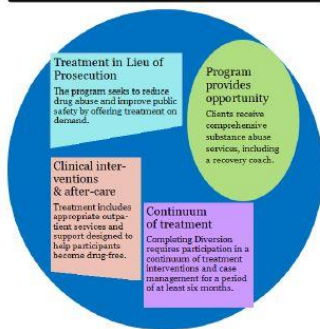 Treatment in Lieu of
Prosecution
The program seeks to reduce
drug abuse and improve public
safety by offering treatment on
demand.
Program
provides
opportunity
Clients receive
comprehensive
substance abuse
services, including
a recovery coach.
Clinical inter-
ventions
& after-care
Treatment includes
appropriate outpa-
tient services and
support designed to
help participants
become drug-free.
Continuum
of treatment
Completing Diversion
requires participation in a
continuum of treatment
interventions and case
management for a period
of at least six months.